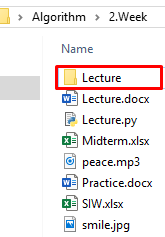 Algorithm > 2.Week
Name
Lecture
Lecture.docx
Lecture.py
Midterm.xlsx
peace.mp3
Practice.docx
SIW.xlsx
smile.jpg